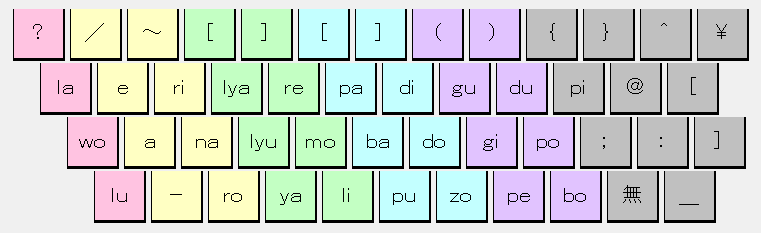 ？ ／ ～ [ ] [ ] ( ) { } ^ ¥
la e ri lya re pa di gu du pi @ [
wo a na lyu mo ba do gi po ; : ]
lu － ro ya li pu zo pe bo 無 __